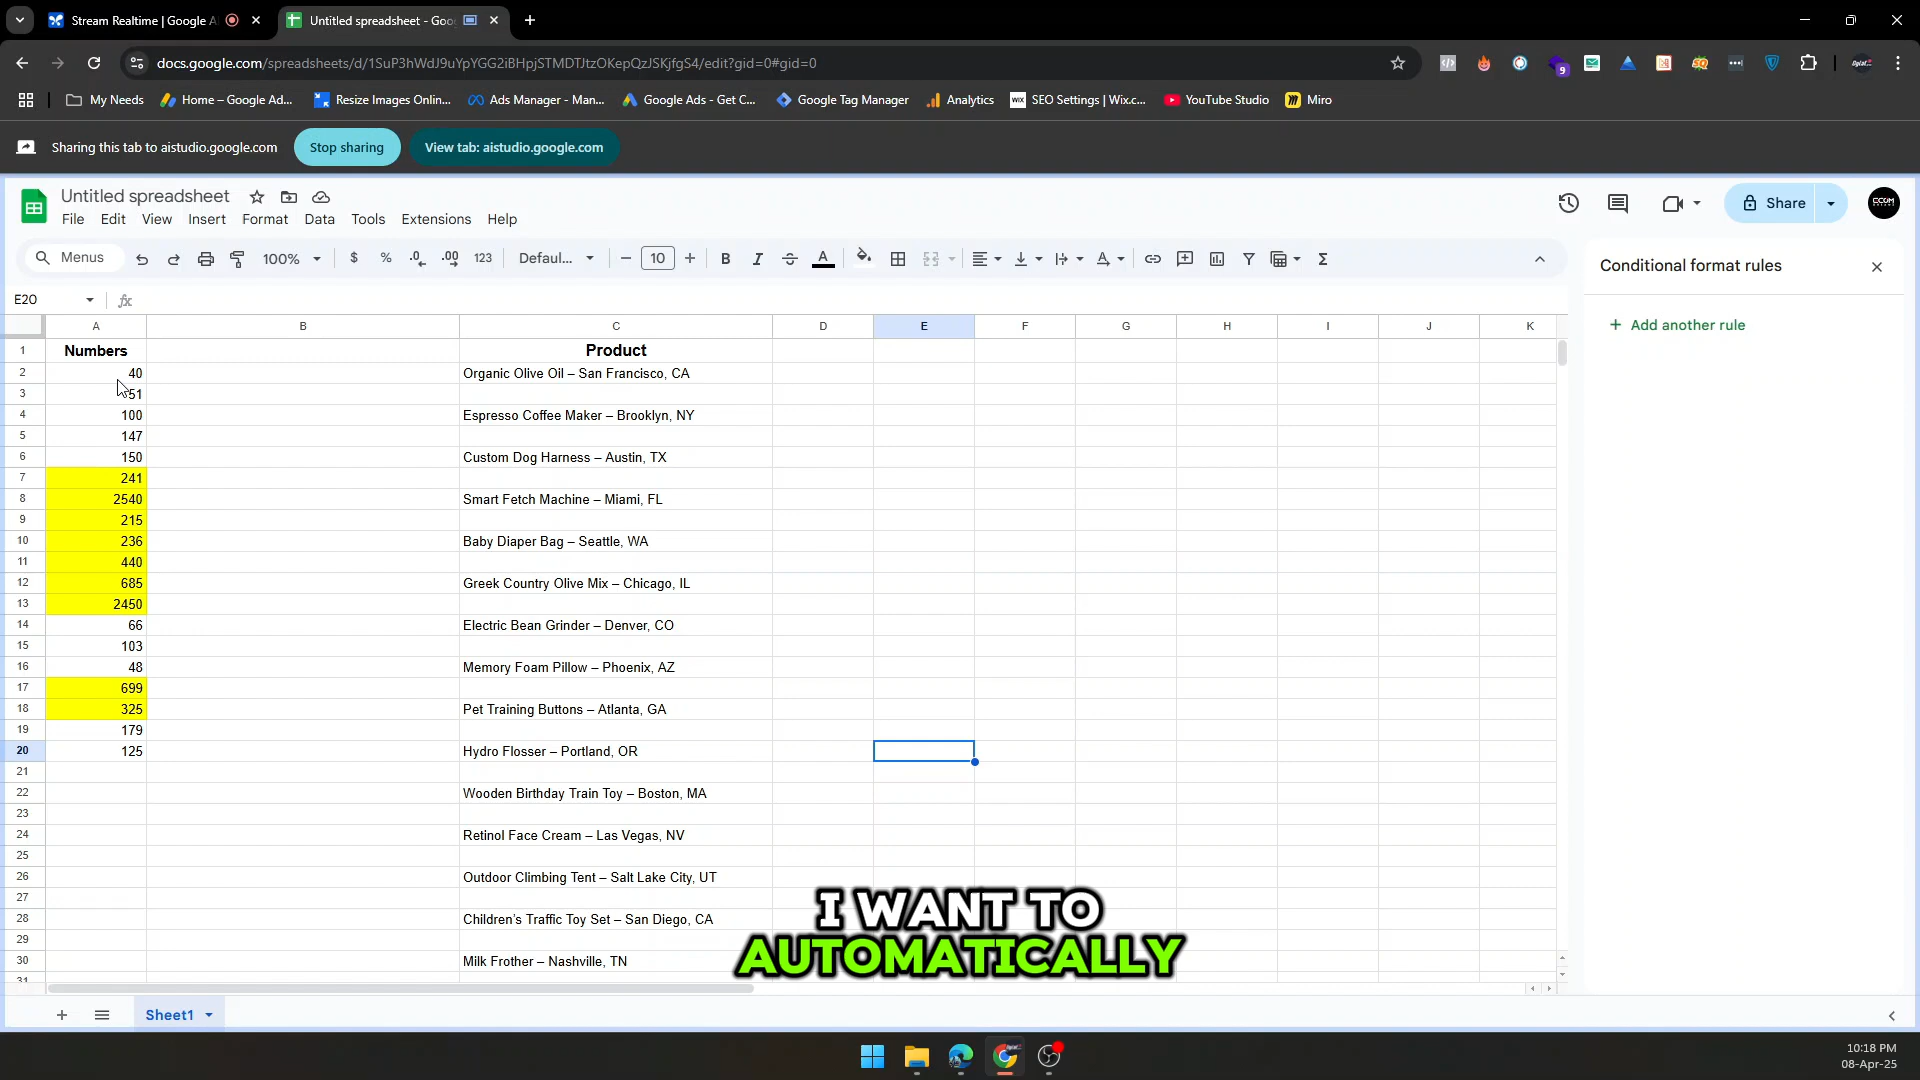 Stream Realtime | Google A
Untitled spreadsheet - Goo
docs.google.com/spreadsheets/d/1SuP3hWdJ9uYpYGG2iBHpjSTMDTJtzOKepQzJSKjfgS4/edit?gid=0#gid=0
9
My Needs
Home – Google Ad...
Resize Images Onlin...
Ads Manager - Man...
Google Ads - Get C...
Google Tag Manager
Analytics
WiX
SEO Settings | Wix.c...
YouTube Studio
Miro
Sharing this tab to aistudio.google.com
Stop sharing
View tab: aistudio.google.com
Untitled spreadsheet
File Edit View Insert Format Data Tools Extensions Help
Share
Menus
100%
$ % .0 .00 123
Defaul...
10
B I A
Σ
Conditional format rules
Add another rule
E20
fx
A B C D E F G H I J K
1 Numbers Product
2 40 Organic Olive Oil – San Francisco, CA
3 51
4 100 Espresso Coffee Maker – Brooklyn, NY
5 147
6 150 Custom Dog Harness – Austin, TX
7 241
8 2540 Smart Fetch Machine – Miami, FL
9 215
10 236 Baby Diaper Bag – Seattle, WA
11 440
12 685 Greek Country Olive Mix – Chicago, IL
13 2450
14 66 Electric Bean Grinder – Denver, CO
15 103
16 48 Memory Foam Pillow – Phoenix, AZ
17 699
18 325 Pet Training Buttons – Atlanta, GA
19 179
20 125 Hydro Flosser – Portland, OR
21
22 Wooden Birthday Train Toy – Boston, MA
23
24 Retinol Face Cream – Las Vegas, NV
25
26 Outdoor Climbing Tent – Salt Lake City, UT
27
28 Children's Traffic Toy Set – San Diego, CA
29
30 Milk Frother – Nashville, TN
31
I WANT TO
AUTOMATICALLY
Sheet1
10:18 PM
08-Apr-25